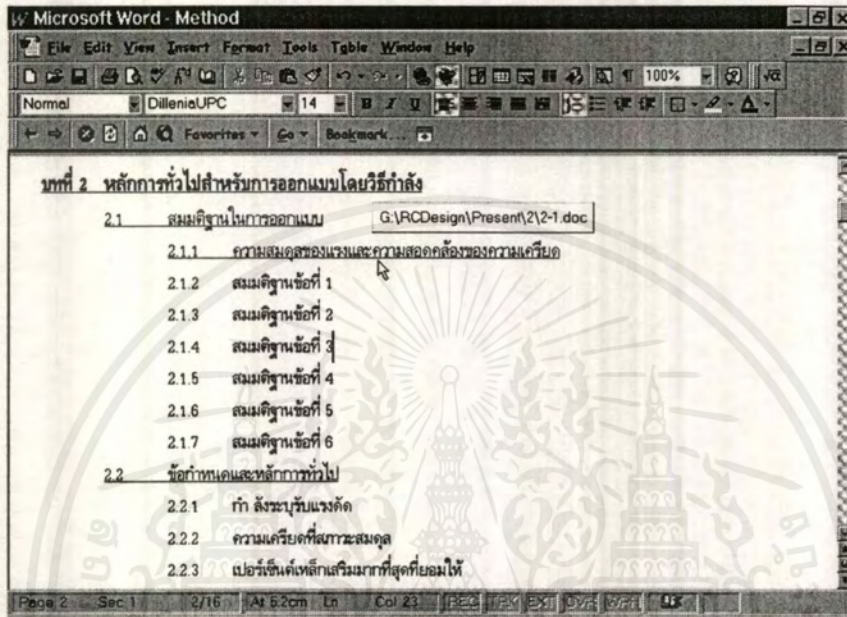 Microsoft Word - Method
File Edit View Insert Format Tools Table Window Help
100%
Normal DilleniaUPC 14 B I U
Favorites Go Bookmark...
บทที่ 2 หลักการทั่วไปสำหรับการออกแบบโดยวิธีกำลัง
2.1 สมมติฐานในการออกแบบ G:\RCDesign\Present\2\2-1.doc
2.1.1 ความสมดุลของแรงและความสอดคล้องของความเครียด
2.1.2 สมมติฐานข้อที่ 1
2.1.3 สมมติฐานข้อที่ 2
2.1.4 สมมติฐานข้อที่ 3
2.1.5 สมมติฐานข้อที่ 4
2.1.6 สมมติฐานข้อที่ 5
2.1.7 สมมติฐานข้อที่ 6
2.2 ข้อกำหนดและหลักการทั่วไป
2.2.1 กำ ลังระบุรับแรงดัด
2.2.2 ความเครียดที่สภาวะสมดุล
2.2.3 เปอร์เซ็นต์เหล็กเสริมมากที่สุดที่ยอมให้
Page 2 Sec 1 2/16 At 5.2cm Ln Col 23 REC TRK EXT OVR WPH